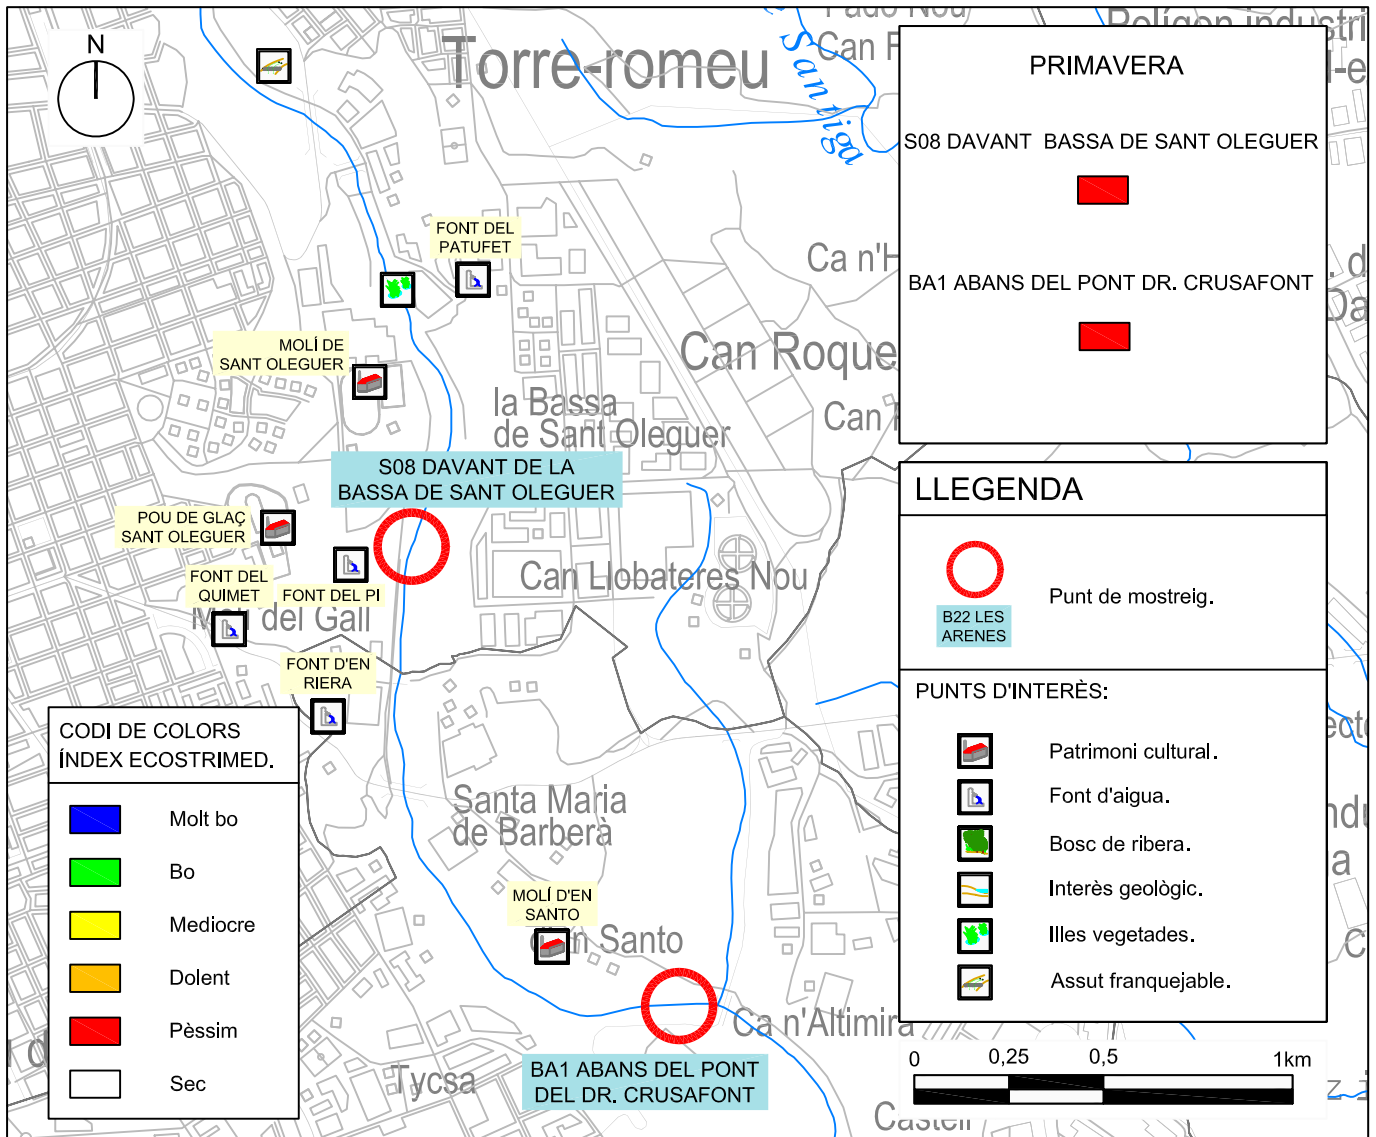 N
Torre-romeu
Santiga
Can
PRIMAVERA
S08 DAVANT  BASSA DE SANT OLEGUER
BA1 ABANS DEL PONT DR. CRUSAFONT
FONT DEL
PATUFET
Ca n'H
MOLÍ DE
SANT OLEGUER
Can Roque
la Bassa
de Sant Oleguer
Can
S08 DAVANT DE LA
BASSA DE SANT OLEGUER
POU DE GLAÇ
SANT OLEGUER
FONT DEL
QUIMET
FONT DEL PI
del Gall
Can Llobateres Nou
FONT D'EN
RIERA
LLEGENDA
B22 LES
ARENES
Punt de mostreig.
PUNTS D'INTERÈS:
Patrimoni cultural.
Font d'aigua.
Bosc de ribera.
Interès geològic.
Illes vegetades.
Assut franquejable.
CODI DE COLORS
ÍNDEX ECOSTRIMED.
Molt bo
Bo
Mediocre
Dolent
Pèssim
Sec
Santa Maria
de Barberà
MOLÍ D'EN
SANTO
Santo
Ca n'Altimira
BA1 ABANS DEL PONT
DEL DR. CRUSAFONT
Tycsa
Castell
0 0,25 0,5 1km